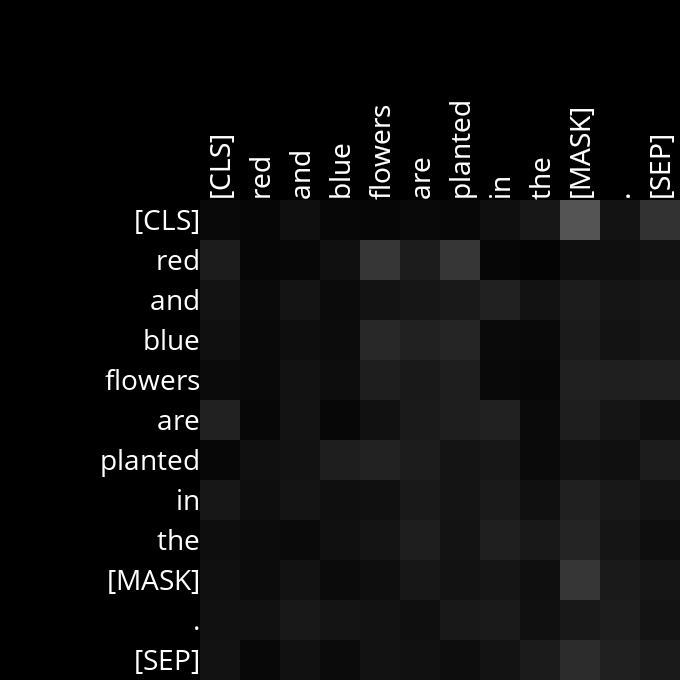 [CLS] red and blue flowers are planted in the [MASK] . [SEP]
[CLS]
red
and
blue
flowers
are
planted
in
the
[MASK]
.
[SEP]